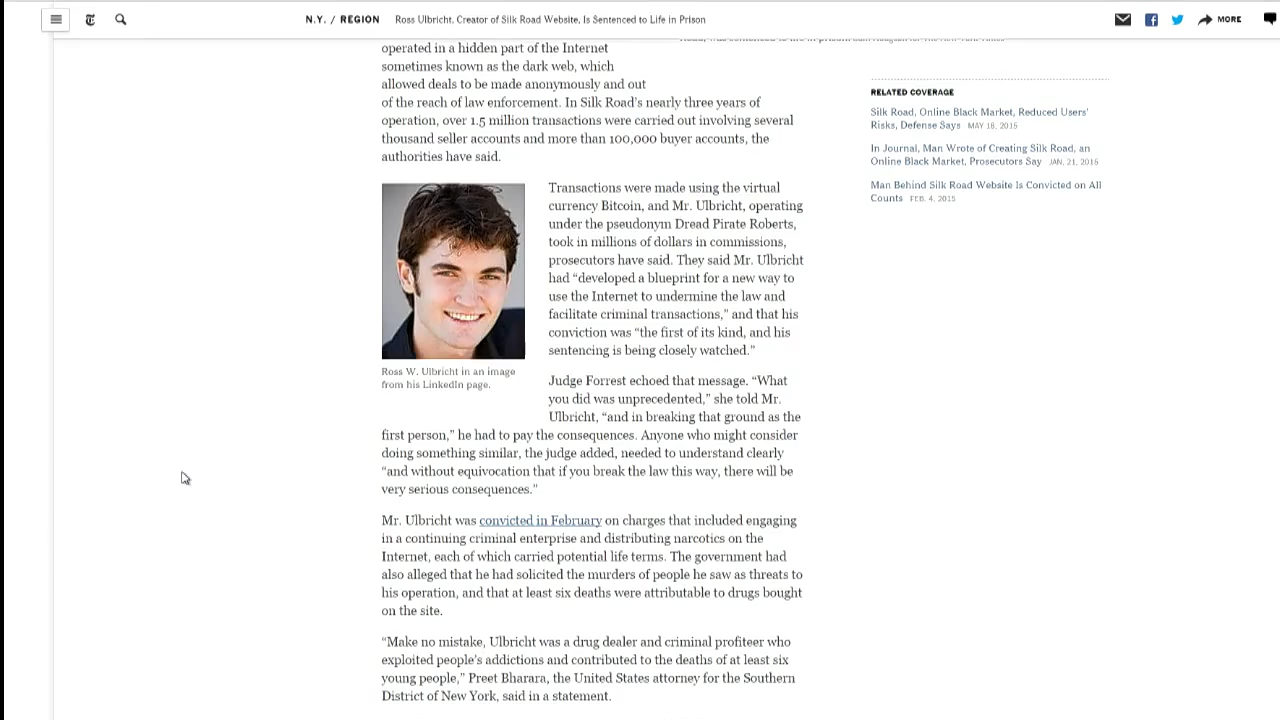 N.Y. / REGION Ross Ulbricht, Creator of Silk Road Website, Is Sentenced to Life in Prison
MORE
operated in a hidden part of the Internet
sometimes known as the dark web, which
allowed deals to be made anonymously and out
of the reach of law enforcement. In Silk Road’s nearly three years of
operation, over 1.5 million transactions were carried out involving several
thousand seller accounts and more than 100,000 buyer accounts, the
authorities have said.
Transactions were made using the virtual
currency Bitcoin, and Mr. Ulbricht, operating
under the pseudonym Dread Pirate Roberts,
took in millions of dollars in commissions,
prosecutors have said. They said Mr. Ulbricht
had “developed a blueprint for a new way to
use the Internet to undermine the law and
facilitate criminal transactions,” and that his
conviction was “the first of its kind, and his
sentencing is being closely watched.”
Ross W. Ulbricht in an image
from his LinkedIn page.
Judge Forrest echoed that message. “What
you did was unprecedented,” she told Mr.
Ulbricht, “and in breaking that ground as the
first person,” he had to pay the consequences. Anyone who might consider
doing something similar, the judge added, needed to understand clearly
“and without equivocation that if you break the law this way, there will be
very serious consequences.”
Mr. Ulbricht was convicted in February on charges that included engaging
in a continuing criminal enterprise and distributing narcotics on the
Internet, each of which carried potential life terms. The government had
also alleged that he had solicited the murders of people he saw as threats to
his operation, and that at least six deaths were attributable to drugs bought
on the site.
“Make no mistake, Ulbricht was a drug dealer and criminal profiteer who
exploited people’s addictions and contributed to the deaths of at least six
young people,” Preet Bharara, the United States attorney for the Southern
District of New York, said in a statement.
RELATED COVERAGE
Silk Road, Online Black Market, Reduced Users’
Risks, Defense Says MAY 16, 2015
In Journal, Man Wrote of Creating Silk Road, an
Online Black Market, Prosecutors Say JAN. 21, 2015
Man Behind Silk Road Website Is Convicted on All
Counts FEB. 4, 2015